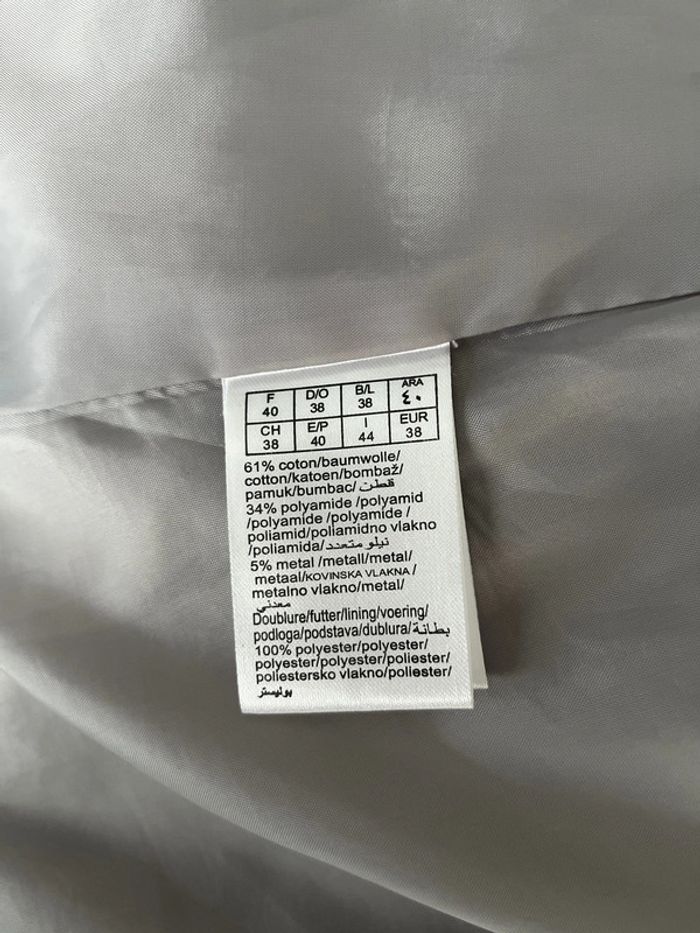 F D/O B/L ARA
40 38 38 ٤٠
CH E/P I EUR
38 40 44 38
61% coton/baumwolle/
cotton/katoen/bombaž/
pamuk/bumbac/قلطت
34% polyamide /polyamid
/polyamide /polyamide /
poliamid/poliamidno vlakno
/poliamida/نيلو متعدد
5% metal /metall/metal/
metaal/KOVINSKA VLAKNA /
metalno vlakno/metal/
معدني
Doublure/futter/lining/voering/
podloga/podstava/dublura/بطانة
100% polyester/polyester/
polyester/polyester/poliester/
poliestersko vlakno/poliester/
بوليستر